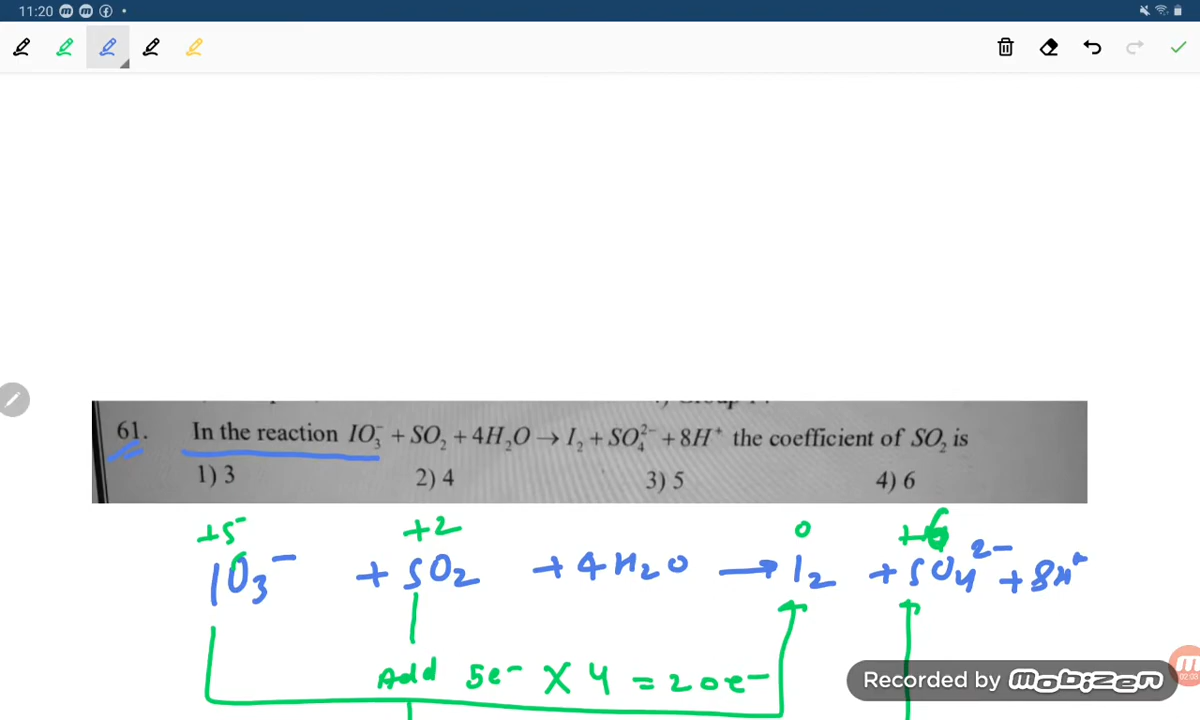 11:20
61. In the reaction IO₃⁻ + SO₂ + 4H₂O → I₂ + SO₄²⁻ + 8H⁺ the coefficient of SO₂ is
1) 3 2) 4 3) 5 4) 6
+5 +2 0 +6
IO₃⁻ + SO₂ + 4H₂O → I₂ + SO₄²⁻ + 8H⁺
Add 5e⁻ X 4 = 20e⁻
Recorded by mobizen
02:03